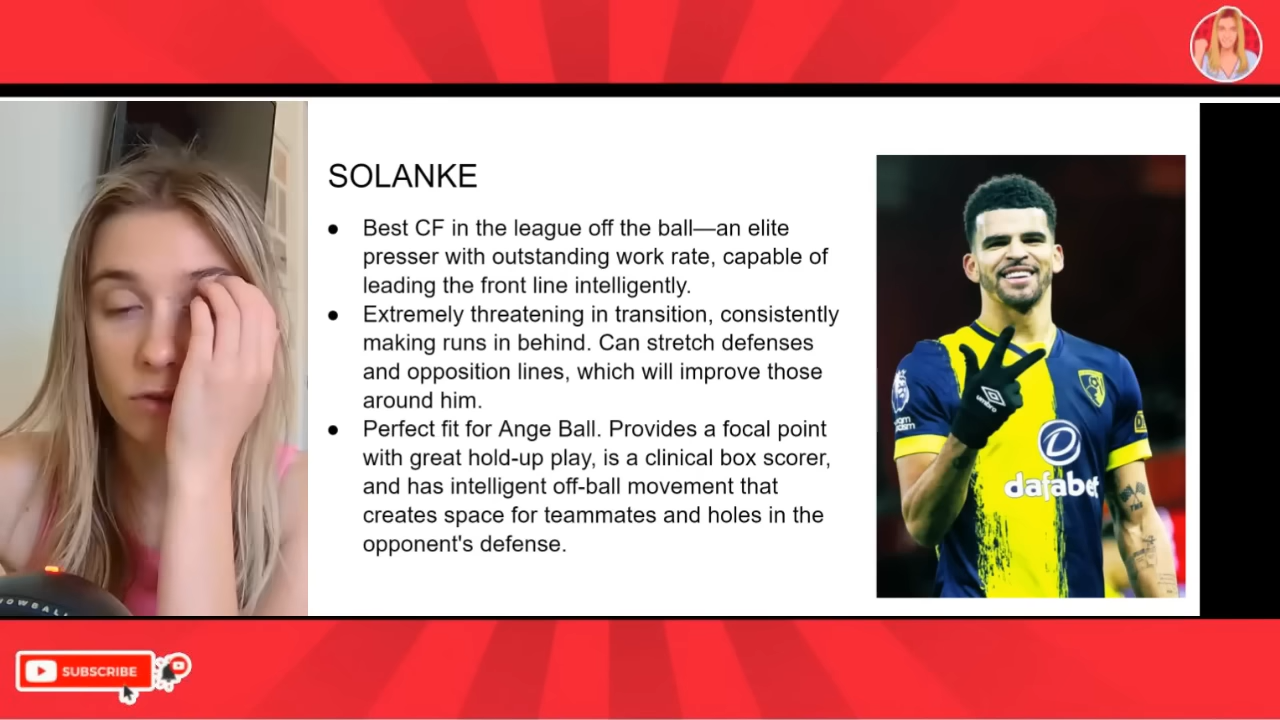 SOLANKE
● Best CF in the league off the ball—an elite
presser with outstanding work rate, capable of
leading the front line intelligently.
● Extremely threatening in transition, consistently
making runs in behind. Can stretch defenses
and opposition lines, which will improve those
around him.
● Perfect fit for Ange Ball. Provides a focal point
with great hold-up play, is a clinical box scorer,
and has intelligent off-ball movement that
creates space for teammates and holes in the
opponent's defense.
umbro
dafabet
OWBALL
SUBSCRIBE